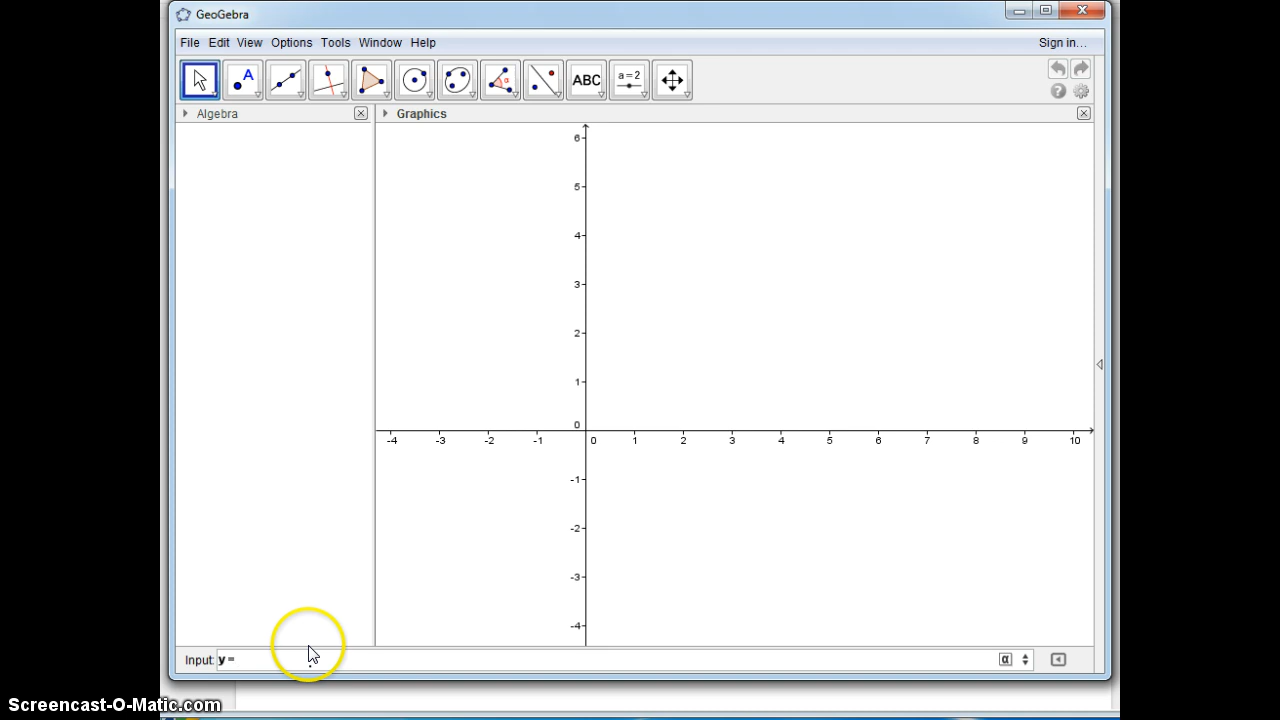 GeoGebra
File Edit View Options Tools Window Help Sign in...
A α ABC a = 2
Algebra Graphics
6
5
4
3
2
1
0
-4 -3 -2 -1 0 1 2 3 4 5 6 7 8 9 10
-1
-2
-3
-4
Input: y = α
Screencast-O-Matic.com